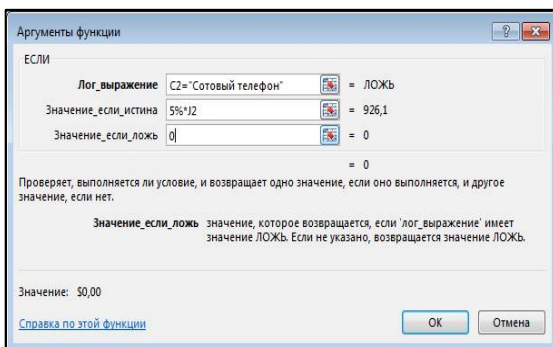 Аргументы функции
ЕСЛИ
Лог_выражение C2="Сотовый телефон" = ЛОЖЬ
Значение_если_истина 5%*J2 = 926,1
Значение_если_ложь 0 = 0
= 0
Проверяет, выполняется ли условие, и возвращает одно значение, если оно выполняется, и другое
значение, если нет.
Значение_если_ложь значение, которое возвращается, если 'лог_выражение' имеет
значение ЛОЖЬ. Если не указано, возвращается значение ЛОЖЬ.
Значение: $0,00
Справка по этой функции ОК Отмена